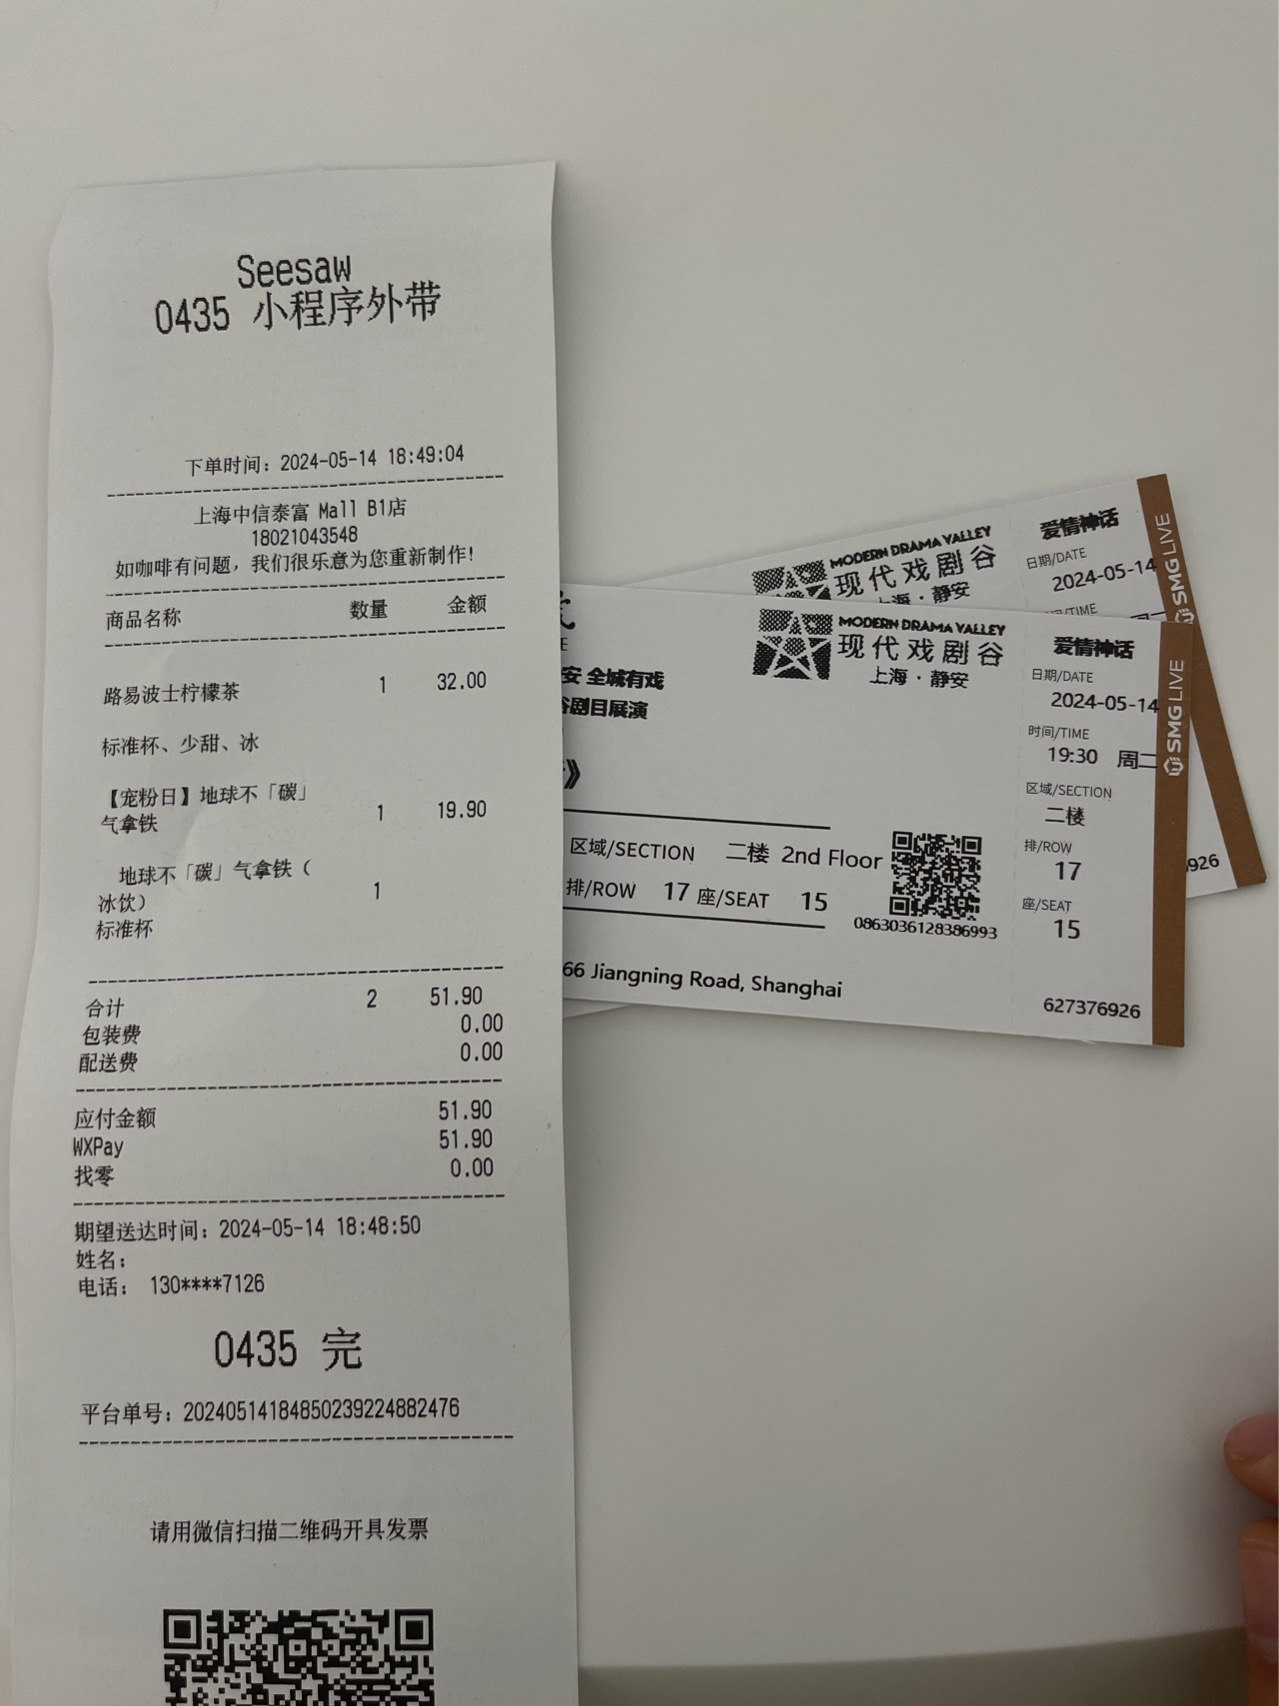 Seesaw
0435 小程序外带
下单时间：2024-05-14 18:49:04
上海中信泰富 Mall B1店
18021043548
如咖啡有问题，我们很乐意为您重新制作！
商品名称 数量 金额
路易波士柠檬茶 1 32.00
标准杯、少甜、冰
【宠粉日】地球不「碳」
气拿铁 1 19.90
地球不「碳」气拿铁（
冰饮） 1
标准杯
合计 2 51.90
包装费 0.00
配送费 0.00
应付金额 51.90
WXPay 51.90
找零 0.00
期望送达时间：2024-05-14 18:48:50
姓名：
电话： 130****7126
0435 完
平台单号：20240514184850239224882476
请用微信扫描二维码开具发票
MODERN DRAMA VALLEY
现代戏剧谷
上海·静安
爱情神话
日期/DATE
2024-05-14
/TIME
周二
SMG LIVE
926
E
安 全城有戏
剧目展演
》
MODERN DRAMA VALLEY
现代戏剧谷
上海·静安
区域/SECTION 二楼 2nd Floor
排/ROW 17 座/SEAT 15
0863036128386993
66 Jiangning Road, Shanghai
爱情神话
日期/DATE
2024-05-14
时间/TIME
19:30 周二
区域/SECTION
二楼
排/ROW
17
座/SEAT
15
627376926
SMG LIVE